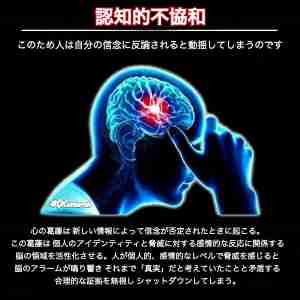 認知的不協和
このため人は自分の信念に反論されると動揺してしまうのです
心の葛藤は 新しい情報によって信念が否定されたときに起こる。
この葛藤は 個人のアイデンティティと脅威に対する感情的な反応に関係する
脳の領域を活性化させる。人が個人的、感情的なレベルで脅威を感じると
脳のアラームが鳴り響き それまで「真実」だと考えていたことと矛盾する
合理的な証拠を無視し シャットダウンしてしまう。